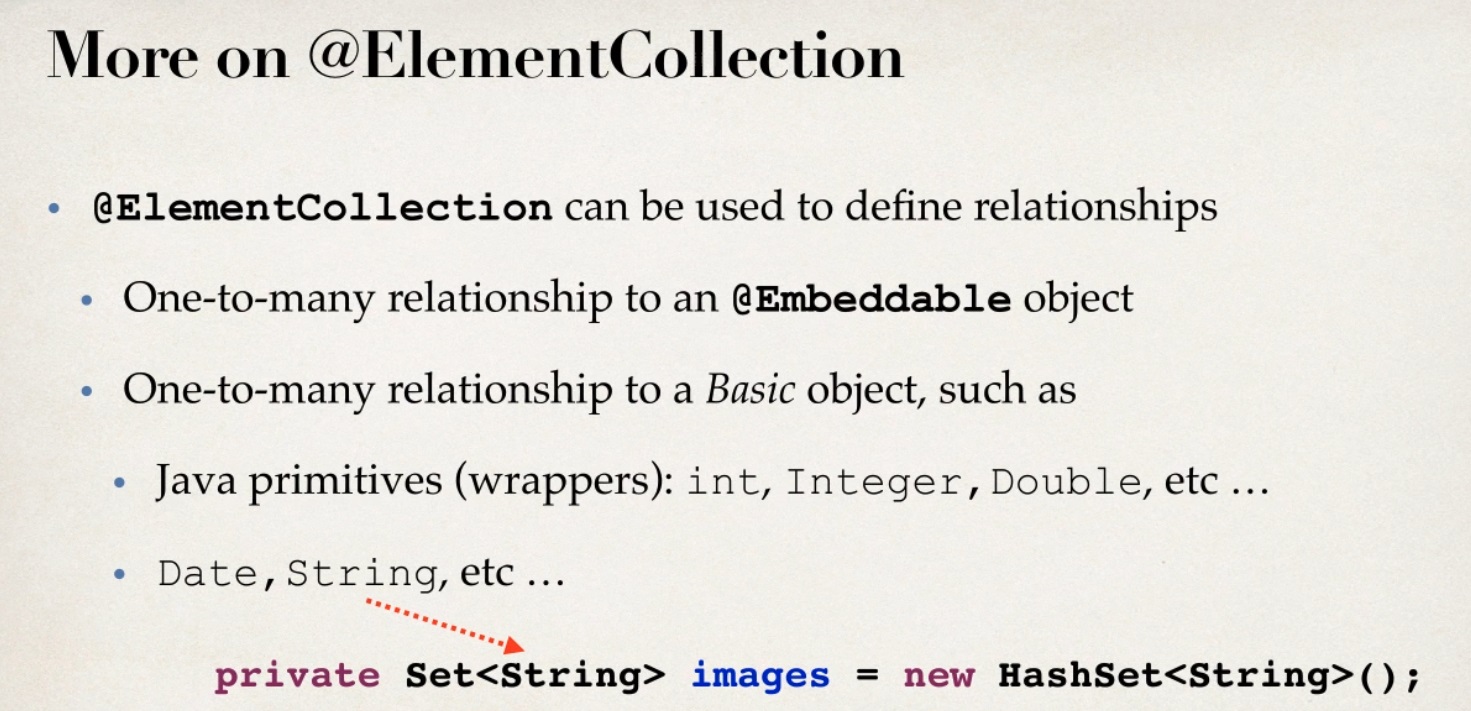 More on @ElementCollection
• @ElementCollection can be used to define relationships
• One-to-many relationship to an @Embeddable object
• One-to-many relationship to a Basic object, such as
• Java primitives (wrappers): int, Integer, Double, etc …
• Date, String, etc …
private Set<String> images = new HashSet<String>();